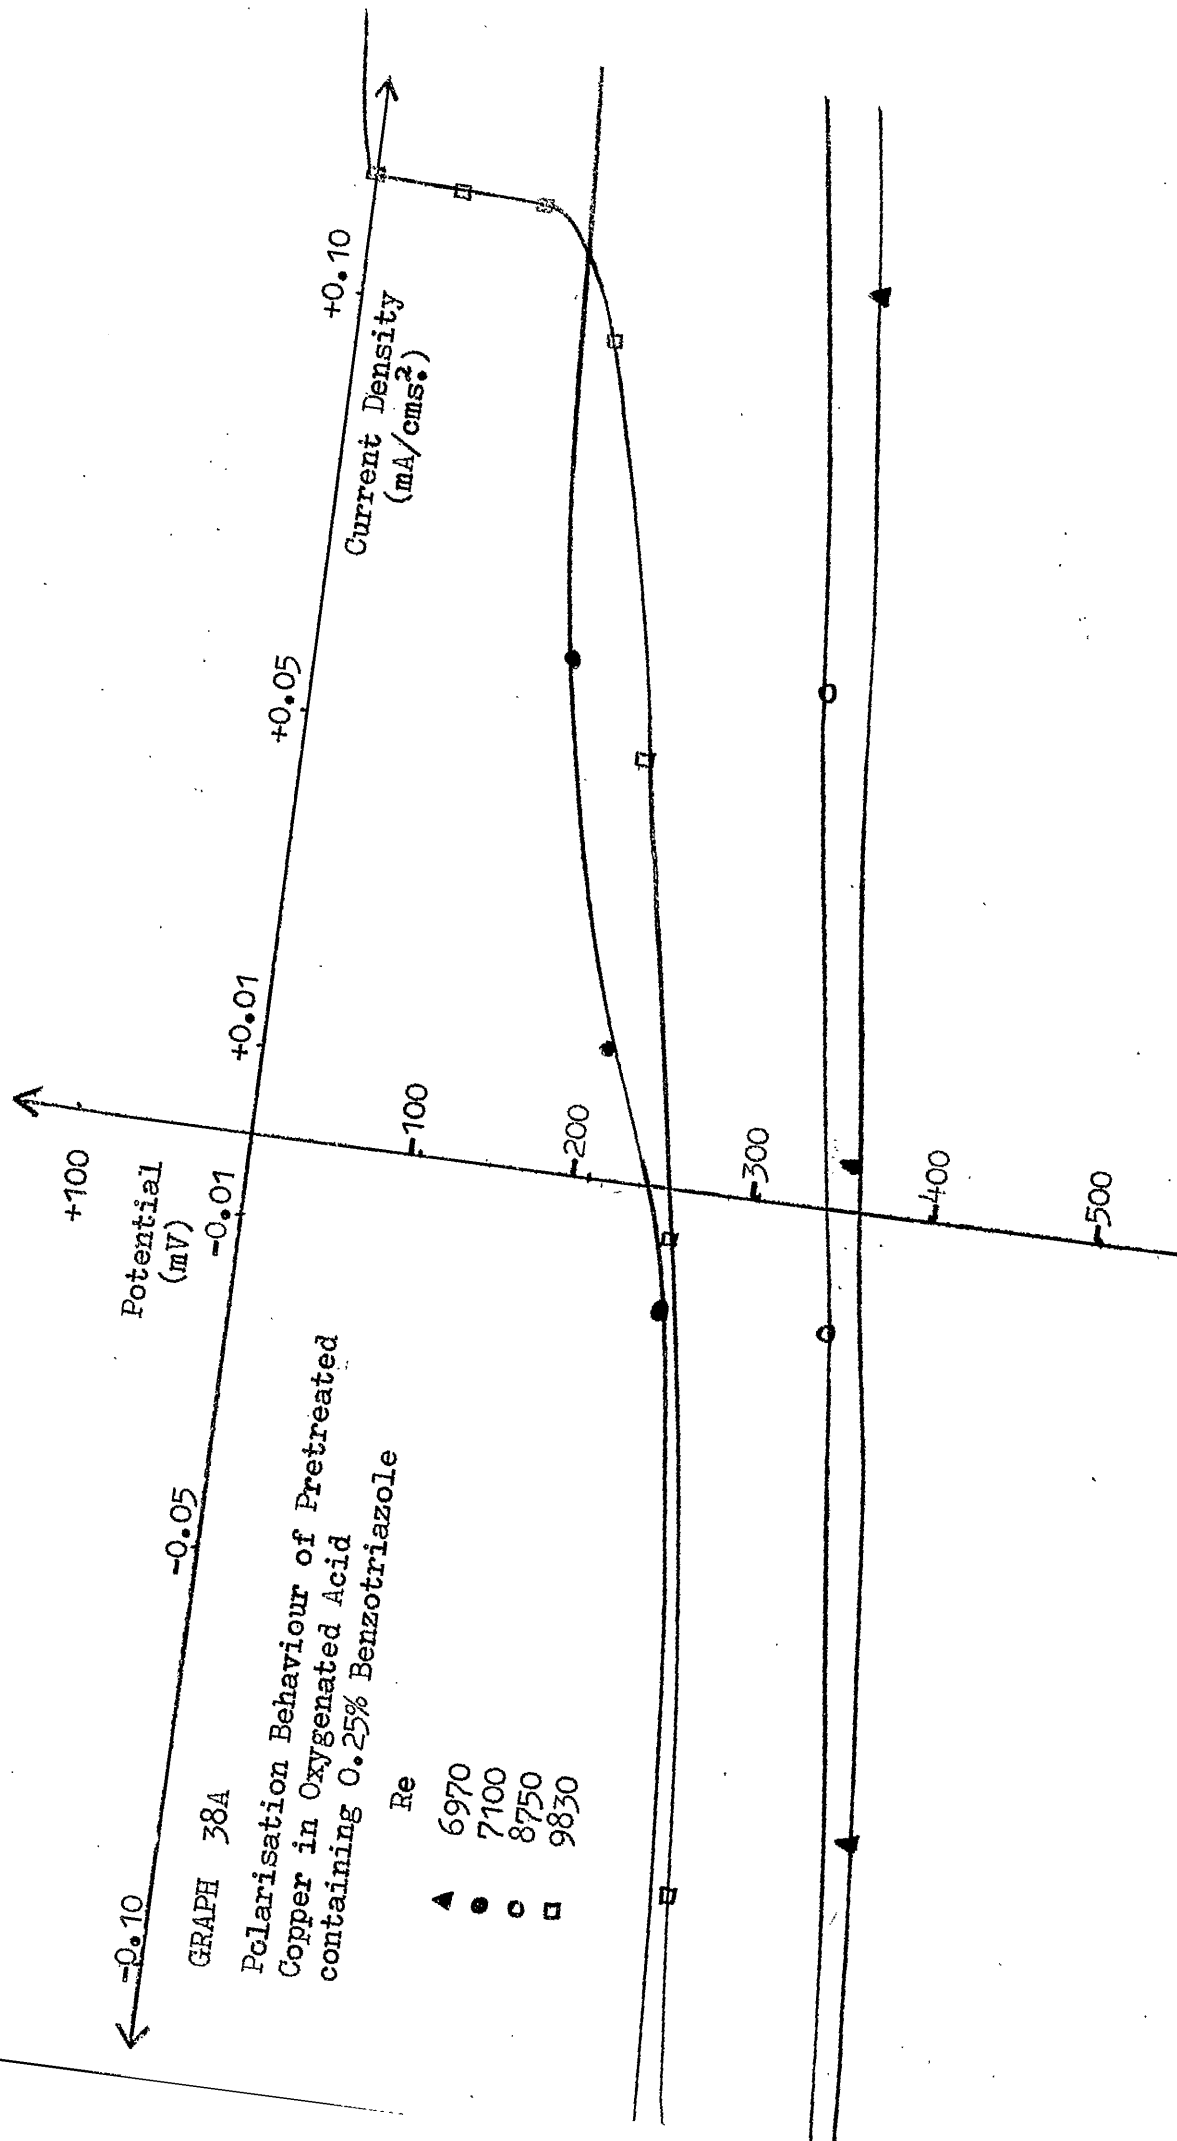 GRAPH 38A
Polarisation Behaviour of Pretreated
Copper in Oxygenated Acid
containing 0.25% Benzotriazole
Re
▲ 6970
● 7100
○ 8750
□ 9830
Potential
(mV)
+100
-100
-200
-300
-400
-500
Current Density
(mA/cms.²)
-0.10
-0.05
-0.01
+0.01
+0.05
+0.10